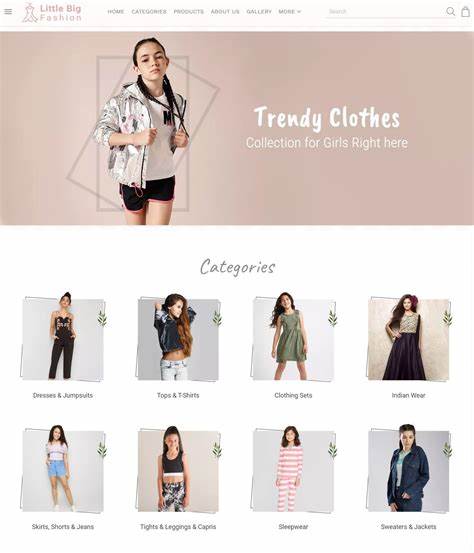 Little Big
Fashion
HOME CATEGORIES PRODUCTS ABOUT US GALLERY MORE
Search
Trendy Clothes
Collection for Girls Right here
Categories
Dresses & Jumpsuits
Tops & T-Shirts
Clothing Sets
Indian Wear
Skirts, Shorts & Jeans
Tights & Leggings & Capris
Sleepwear
Sweaters & Jackets